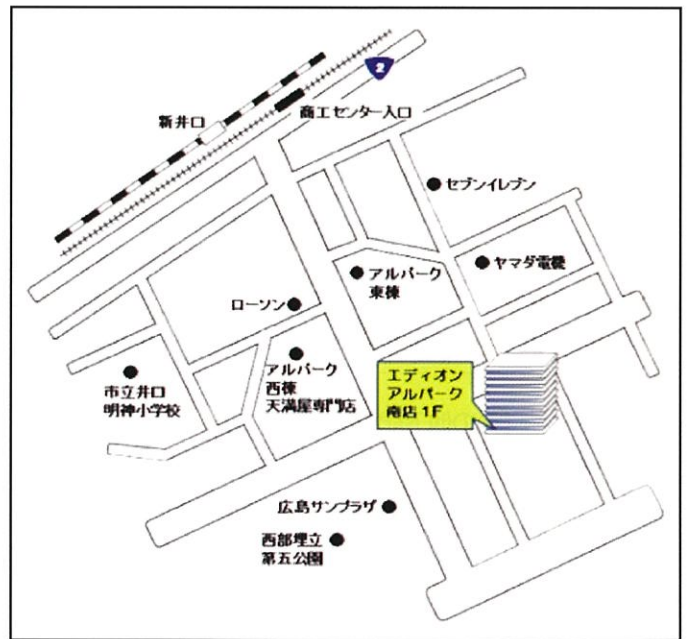 2
新井口
商工センター入口
セブンイレブン
ヤマダ電機
アルパーク
東棟
ローソン
アルパーク
西棟
天満屋専門店
市立井口
明神小学校
エディオン
アルパーク
南店1F
広島サンプラザ
西部埋立
第五公園